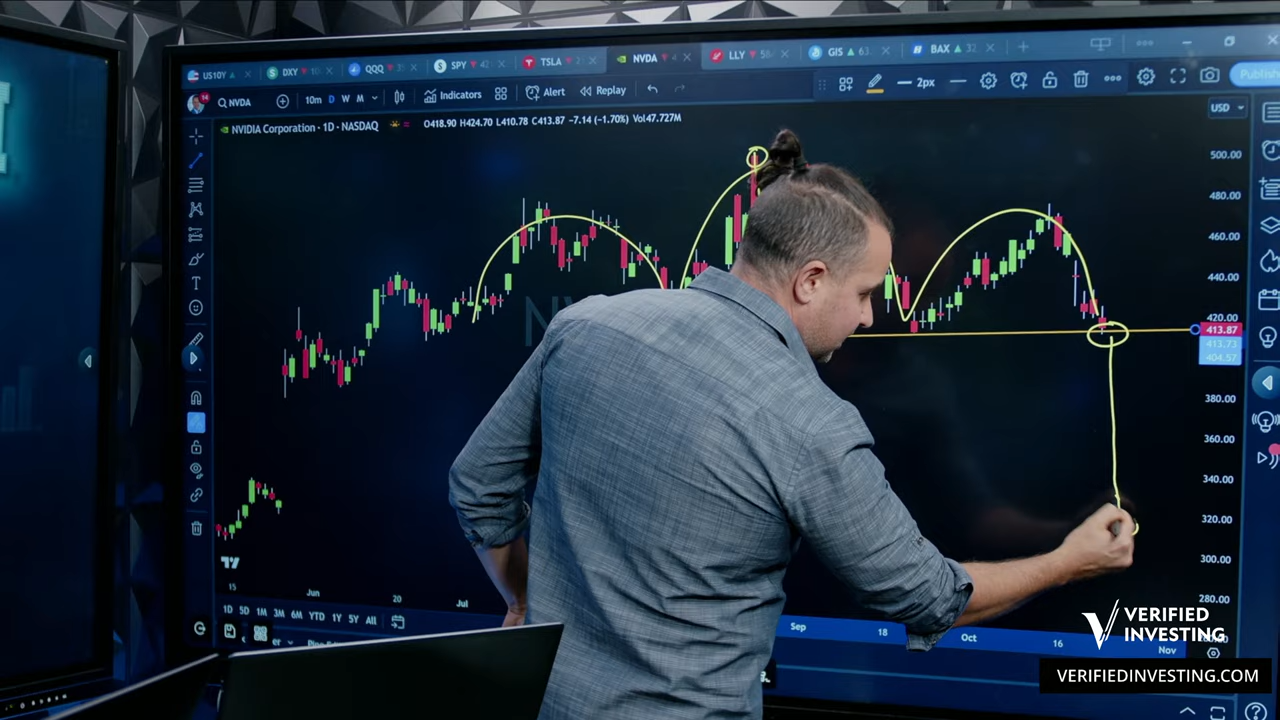 US10Y
DXY
QQQ
SPY
TSLA
NVDA
LLY
GIS
BAX
NVDA
10m D W M
Indicators
Alert
Replay
2px
Publish
NVIDIA Corporation · 1D · NASDAQ
O418.90 H424.70 L410.78 C413.87 −7.14 (−1.70%) Vol47.727M
USD
500.00
480.00
460.00
440.00
420.00
413.87
413.73
404.57
380.00
360.00
340.00
320.00
300.00
280.00
15
Jun
20
Jul
Sep
18
Oct
16
Nov
1D 5D 1M 3M 6M YTD 1Y 5Y All
VERIFIED
INVESTING
VERIFIEDINVESTING.COM